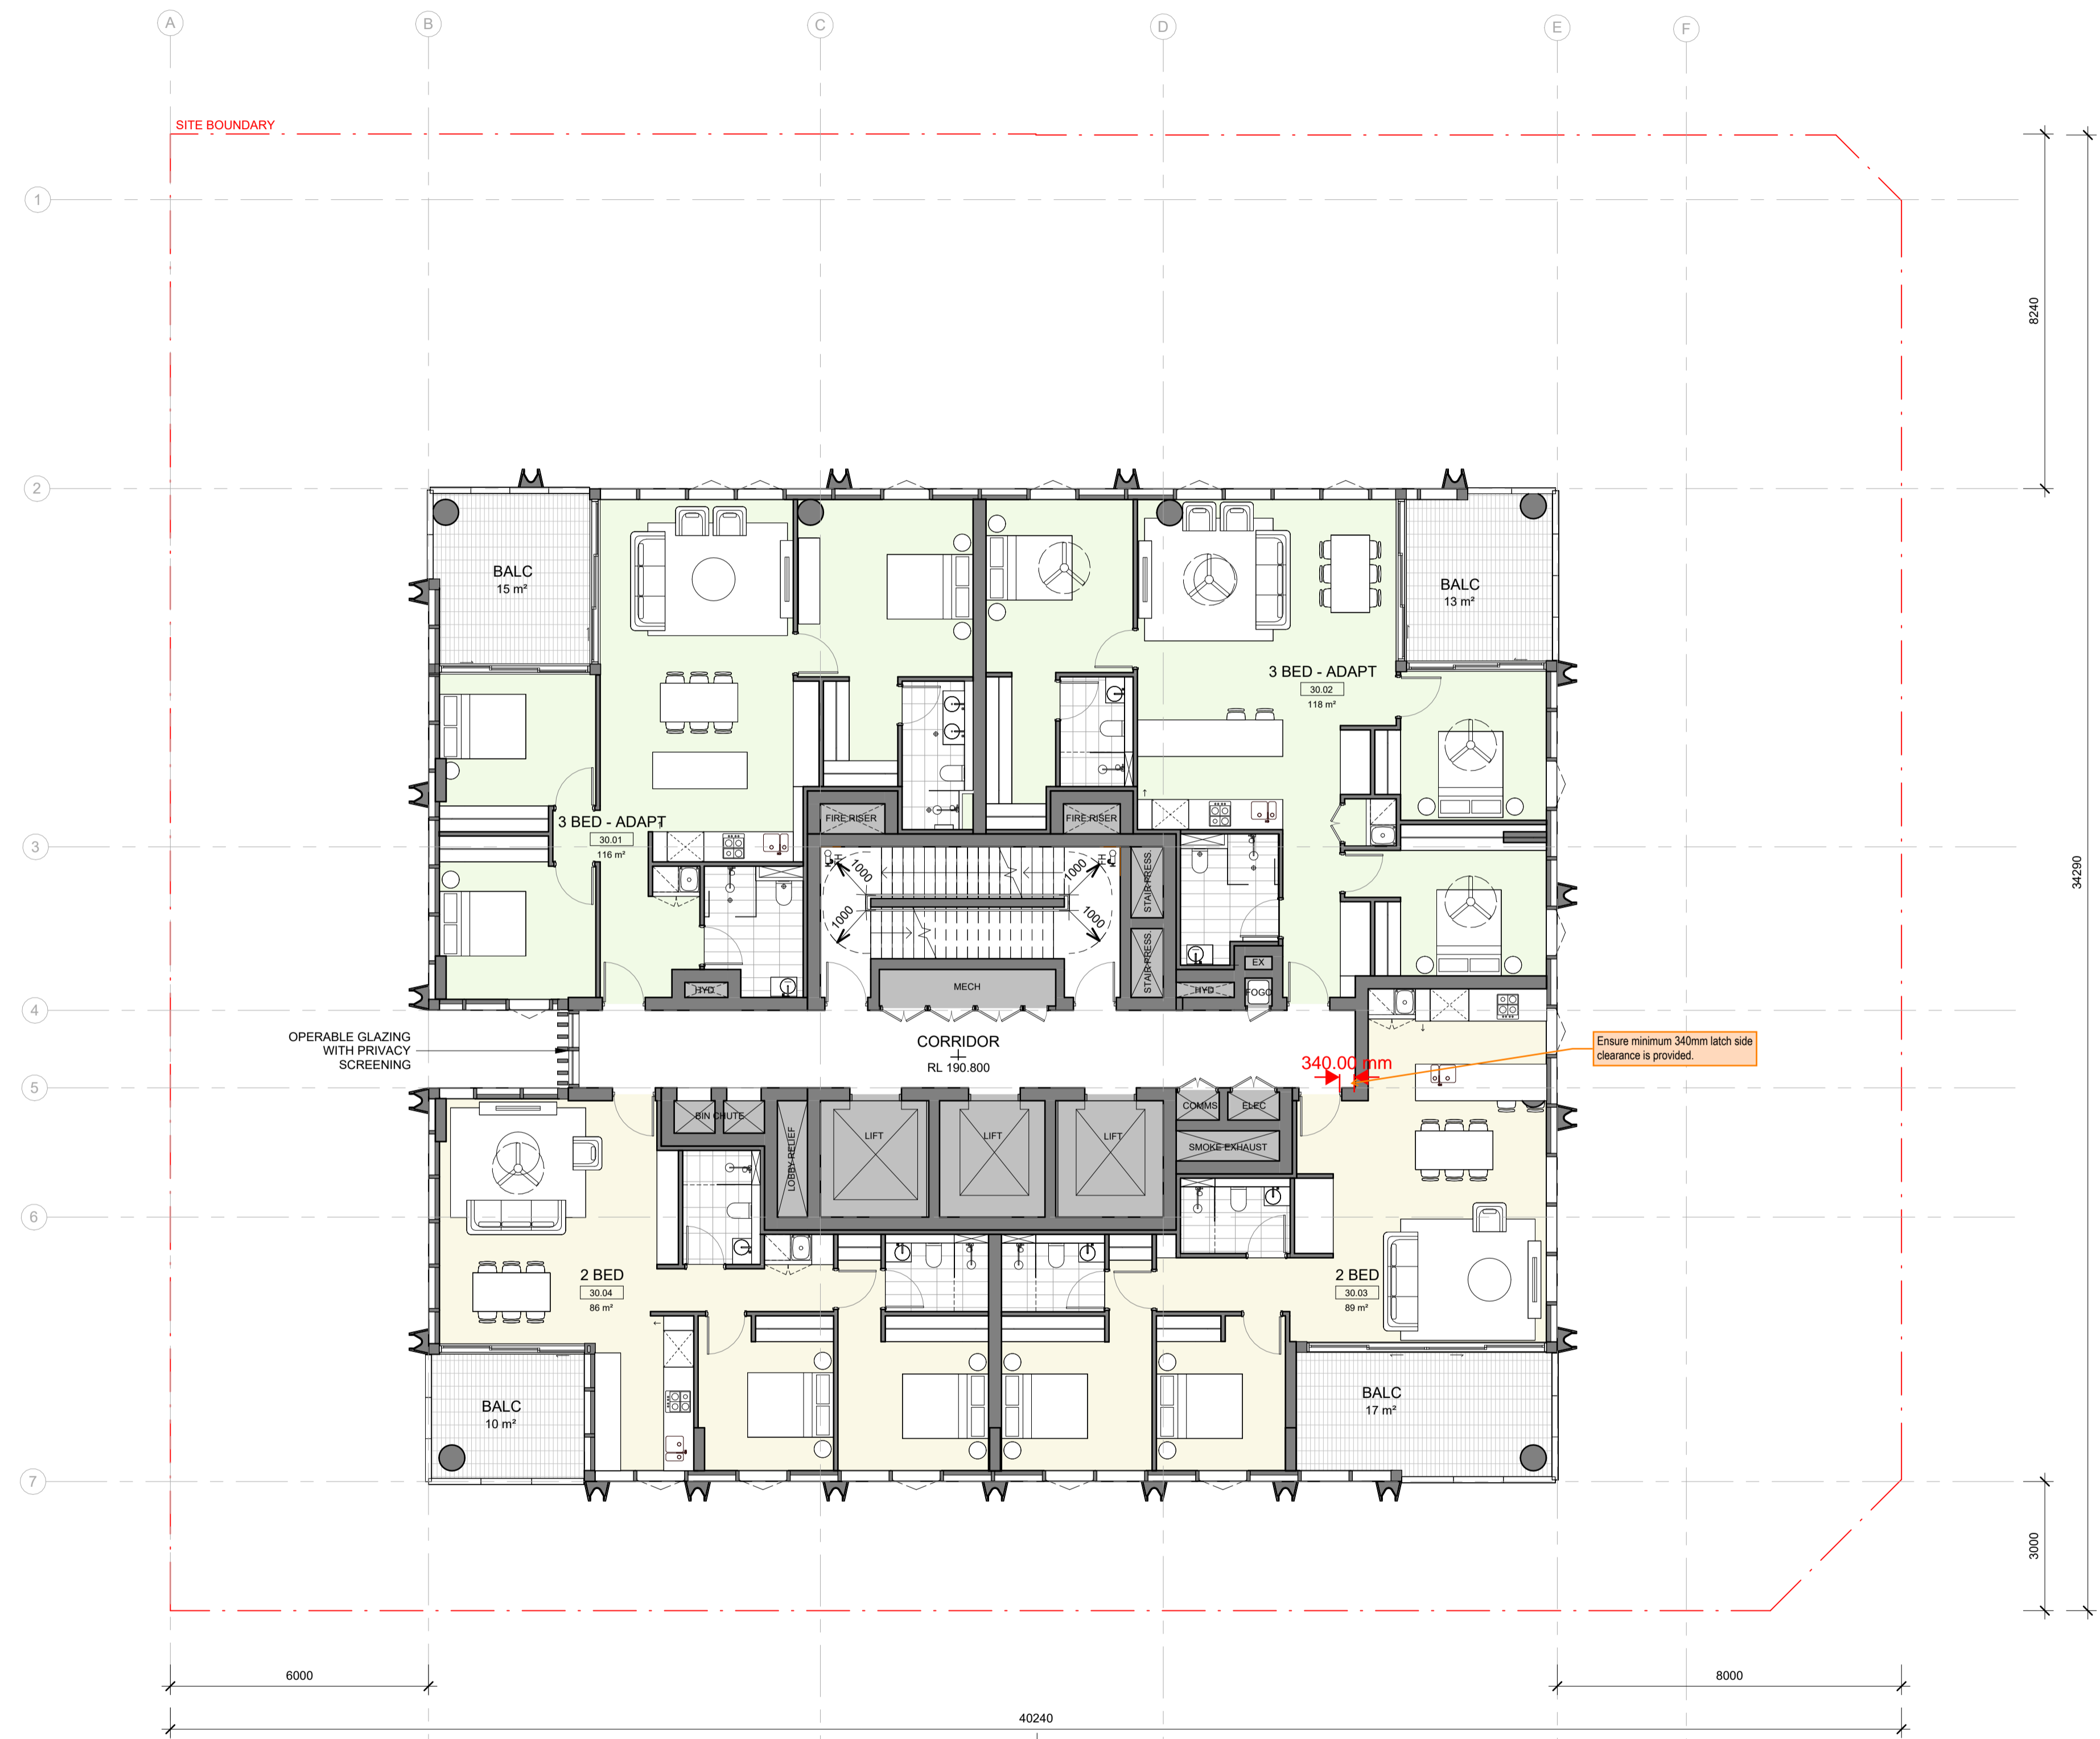 A
B
C
D
E
F
SITE BOUNDARY
1
8240
2
BALC
15 m²
BALC
13 m²
3 BED - ADAPT
30.02
118 m²
3 BED - ADAPT
30.01
116 m²
FIRE RISER
FIRE RISER
3
FH
1000
1000
FH
STAIR PRESS.
34290
1000
1000
STAIR PRESS.
EX
HYD
MECH
HYD
FOGO
4
OPERABLE GLAZING
WITH PRIVACY
SCREENING
CORRIDOR
RL 190.800
340.00 mm
Ensure minimum 340mm latch side
clearance is provided.
5
BIN CHUTE
COMMS
ELEC
LOBBY RELIEF
LIFT
LIFT
LIFT
SMOKE EXHAUST
6
2 BED
30.04
86 m²
2 BED
30.03
89 m²
BALC
10 m²
BALC
17 m²
7
3000
6000
8000
40240